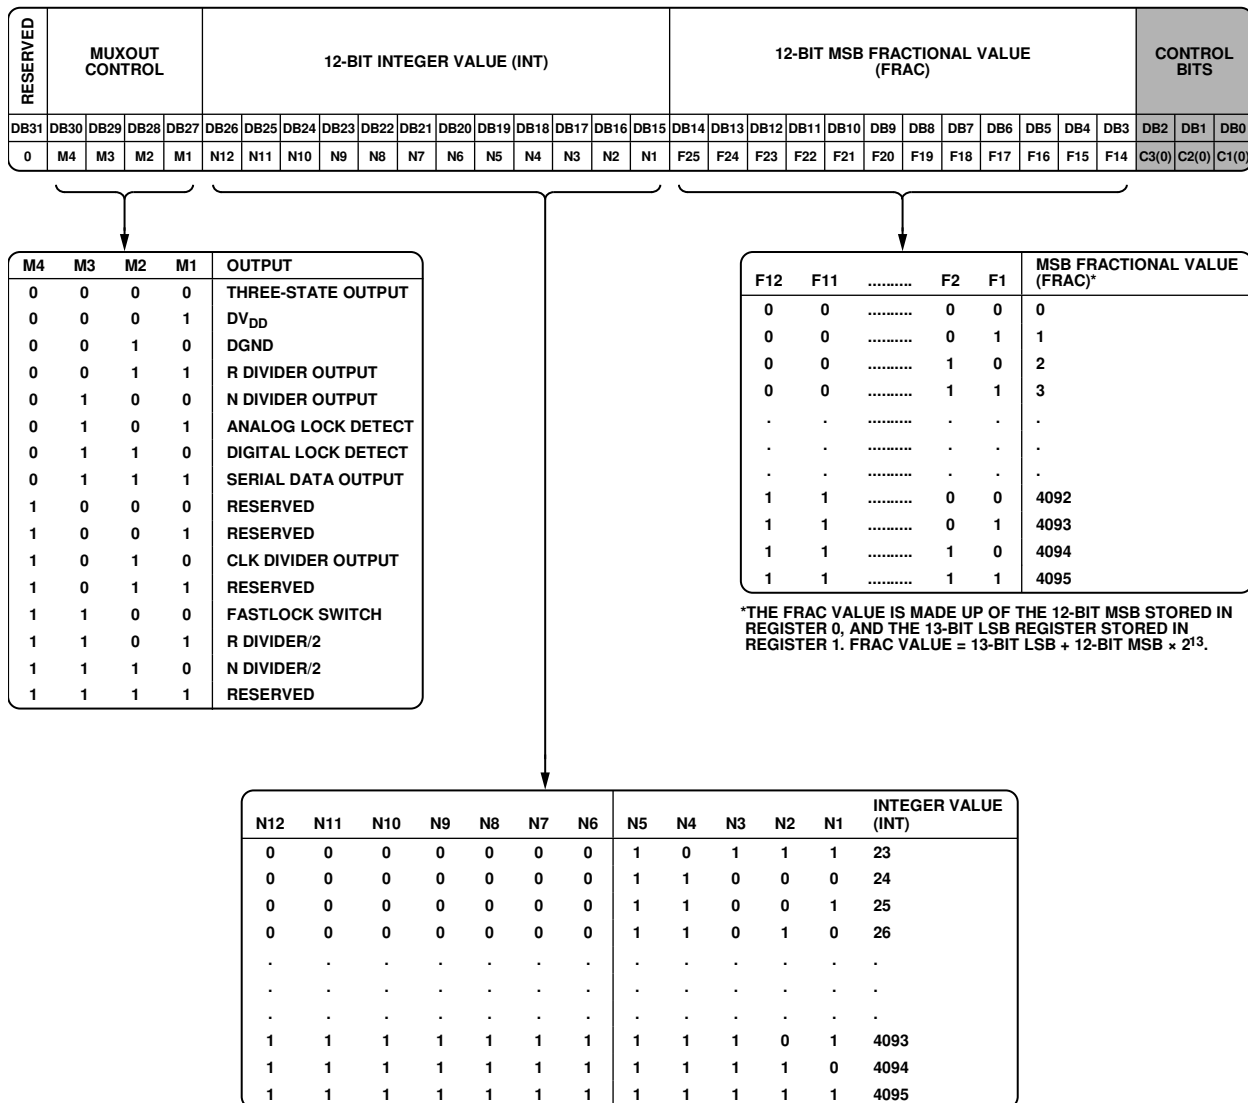 RESERVED
MUXOUT
CONTROL
12-BIT INTEGER VALUE (INT)
12-BIT MSB FRACTIONAL VALUE
(FRAC)
CONTROL
BITS
DB31 DB30 DB29 DB28 DB27 DB26 DB25 DB24 DB23 DB22 DB21 DB20 DB19 DB18 DB17 DB16 DB15 DB14 DB13 DB12 DB11 DB10 DB9 DB8 DB7 DB6 DB5 DB4 DB3 DB2 DB1 DB0
0 M4 M3 M2 M1 N12 N11 N10 N9 N8 N7 N6 N5 N4 N3 N2 N1 F25 F24 F23 F22 F21 F20 F19 F18 F17 F16 F15 F14 C3(0) C2(0) C1(0)
M4 M3 M2 M1 OUTPUT
0 0 0 0 THREE-STATE OUTPUT
0 0 0 1 DVDD
0 0 1 0 DGND
0 0 1 1 R DIVIDER OUTPUT
0 1 0 0 N DIVIDER OUTPUT
0 1 0 1 ANALOG LOCK DETECT
0 1 1 0 DIGITAL LOCK DETECT
0 1 1 1 SERIAL DATA OUTPUT
1 0 0 0 RESERVED
1 0 0 1 RESERVED
1 0 1 0 CLK DIVIDER OUTPUT
1 0 1 1 RESERVED
1 1 0 0 FASTLOCK SWITCH
1 1 0 1 R DIVIDER/2
1 1 1 0 N DIVIDER/2
1 1 1 1 RESERVED
F12 F11 .......... F2 F1 MSB FRACTIONAL VALUE
(FRAC)*
0 0 .......... 0 0 0
0 0 .......... 0 1 1
0 0 .......... 1 0 2
0 0 .......... 1 1 3
. . .......... . . .
. . .......... . . .
. . .......... . . .
1 1 .......... 0 0 4092
1 1 .......... 0 1 4093
1 1 .......... 1 0 4094
1 1 .......... 1 1 4095
*THE FRAC VALUE IS MADE UP OF THE 12-BIT MSB STORED IN
REGISTER 0, AND THE 13-BIT LSB REGISTER STORED IN
REGISTER 1. FRAC VALUE = 13-BIT LSB + 12-BIT MSB × 2¹³.
N12 N11 N10 N9 N8 N7 N6 N5 N4 N3 N2 N1 INTEGER VALUE
(INT)
0 0 0 0 0 0 0 1 0 1 1 1 23
0 0 0 0 0 0 0 1 1 0 0 0 24
0 0 0 0 0 0 0 1 1 0 0 1 25
0 0 0 0 0 0 0 1 1 0 1 0 26
. . . . . . . . . . . . .
. . . . . . . . . . . . .
. . . . . . . . . . . . .
1 1 1 1 1 1 1 1 1 1 0 1 4093
1 1 1 1 1 1 1 1 1 1 1 0 4094
1 1 1 1 1 1 1 1 1 1 1 1 4095